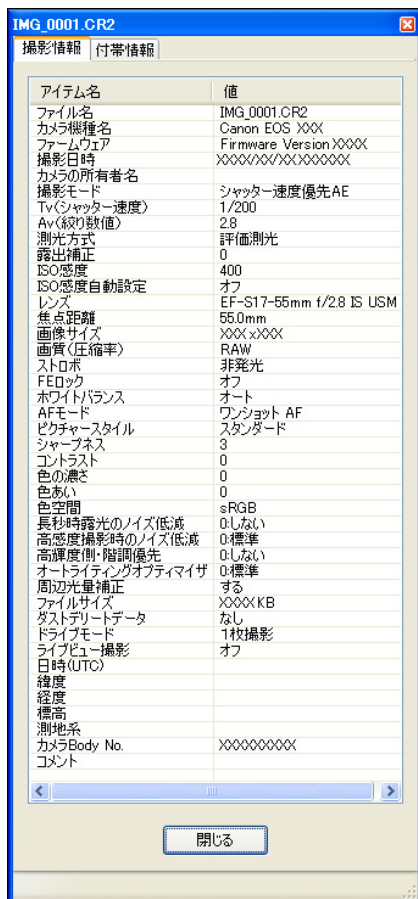 IMG_0001.CR2
撮影情報 付帯情報
アイテム名 値
ファイル名 IMG_0001.CR2
カメラ機種名 Canon EOS XXX
ファームウェア Firmware Version XXXX
撮影日時 XXXX/XX/XX XXXXXX
カメラの所有者名
撮影モード シャッター速度優先AE
Tv(シャッター速度) 1/200
Av(絞り数値) 2.8
測光方式 評価測光
露出補正 0
ISO感度 400
ISO感度自動設定 オフ
レンズ EF-S17-55mm f/2.8 IS USM
焦点距離 55.0mm
画像サイズ XXX xXXX
画質(圧縮率) RAW
ストロボ 非発光
FEロック オフ
ホワイトバランス オート
AFモード ワンショット AF
ピクチャースタイル スタンダード
シャープネス 3
コントラスト 0
色の濃さ 0
色あい 0
色空間 sRGB
長秒時露光のノイズ低減 0:しない
高感度撮影時のノイズ低減 0:標準
高輝度側・階調優先 0:しない
オートライティングオプティマイザ 0:標準
周辺光量補正 する
ファイルサイズ XXXXKB
ダストデリートデータ なし
ドライブモード 1枚撮影
ライブビュー撮影 オフ
日時(UTC)
緯度
経度
標高
測地系
カメラBody No. XXXXXXXXX
コメント
閉じる